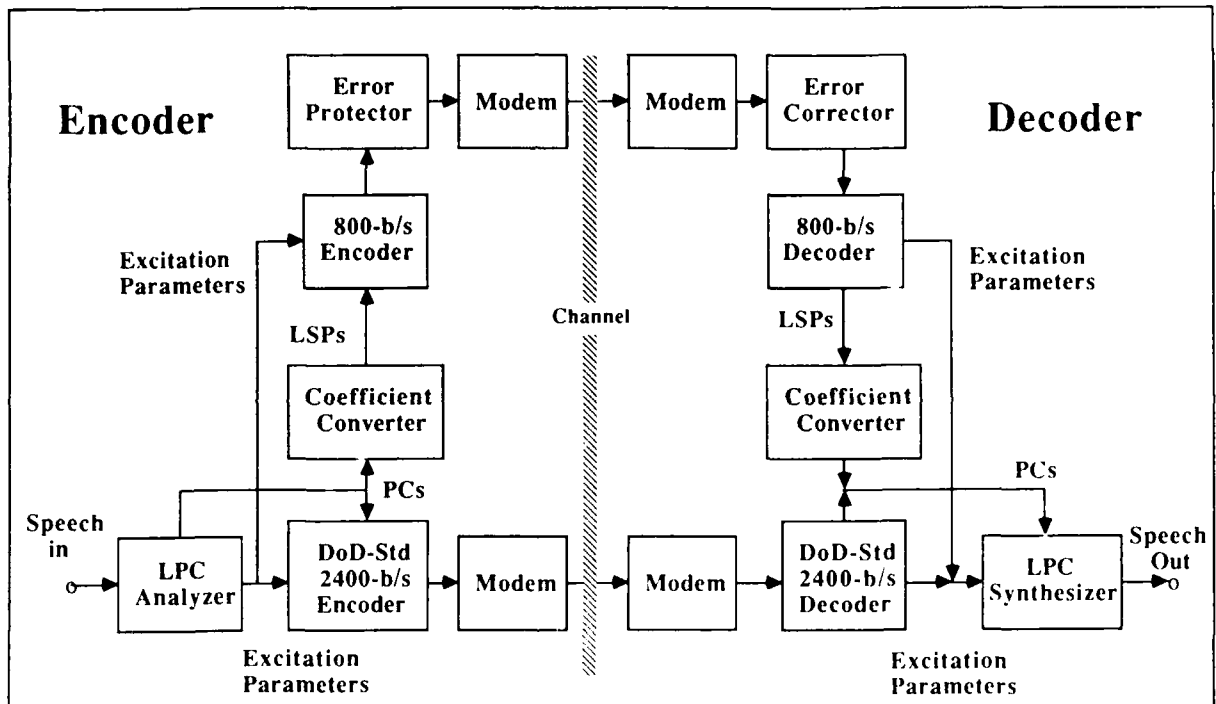 Encoder
Error
Protector
Modem
Modem
Error
Corrector
Decoder
800-b/s
Encoder
800-b/s
Decoder
Excitation
Parameters
Excitation
Parameters
Channel
LSPs
LSPs
Coefficient
Converter
Coefficient
Converter
PCs
PCs
Speech
in
LPC
Analyzer
DoD-Std
2400-b/s
Encoder
Modem
Modem
DoD-Std
2400-b/s
Decoder
LPC
Synthesizer
Speech
Out
Excitation
Parameters
Excitation
Parameters